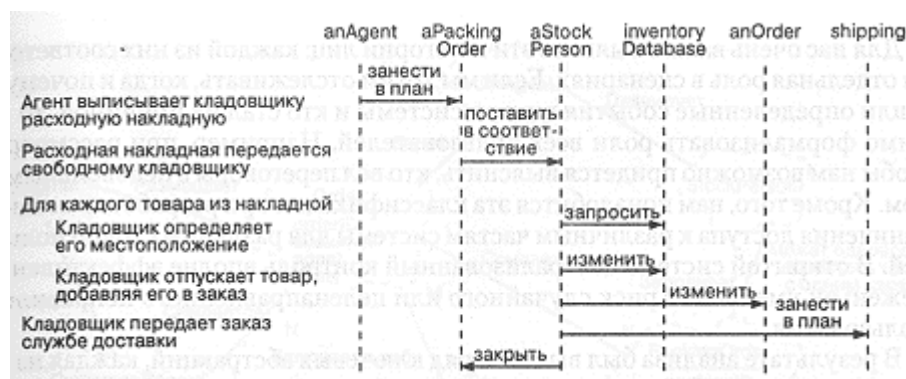 anAgent aPacking Order aStock Person inventory Database anOrder shipping
занести в план
Агент выписывает кладовщику
расходную накладную
поставить в соответ- ствие
Расходная накладная передается
свободному кладовщику
Для каждого товара из накладной
запросить
Кладовщик определяет
его местоположение
изменить
Кладовщик отпускает товар,
добавляя его в заказ
изменить
занести в план
Кладовщик передает заказ
службе доставки
закрыть